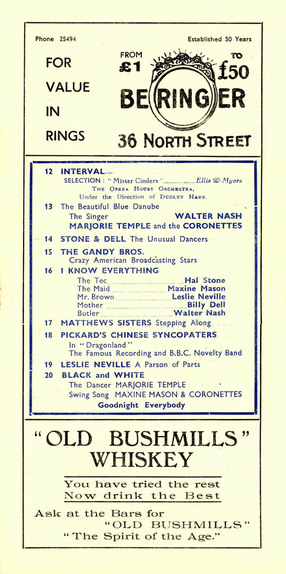 Phone 25494 Established 50 Years
FOR
VALUE
IN
RINGS
FROM
£1
TO
£50
BERINGER
36 NORTH STREET
12 INTERVAL
SELECTION: "Mister Cinders" Ellis & Myers
THE OPERA HOUSE ORCHESTRA,
Under the Direction of DUDLEY HARE.
13 The Beautiful Blue Danube
The Singer WALTER NASH
MARJORIE TEMPLE and the CORONETTES
14 STONE & DELL The Unusual Dancers
15 THE GANDY BROS.
Crazy American Broadcasting Stars
16 I KNOW EVERYTHING
The Tec Hal Stone
The Maid Maxine Mason
Mr. Brown Leslie Neville
Mother Billy Dell
Butler Walter Nash
17 MATTHEWS SISTERS Stepping Along
18 PICKARD'S CHINESE SYNCOPATERS
In "Dragonland"
The Famous Recording and B.B.C. Novelty Band
19 LESLIE NEVILLE A Parson of Parts
20 BLACK and WHITE
The Dancer MARJORIE TEMPLE
Swing Song MAXINE MASON & CORONETTES
Goodnight Everybody
"OLD BUSHMILLS"
WHISKEY
You have tried the rest
Now drink the Best
Ask at the Bars for
"OLD BUSHMILLS"
"The Spirit of the Age."